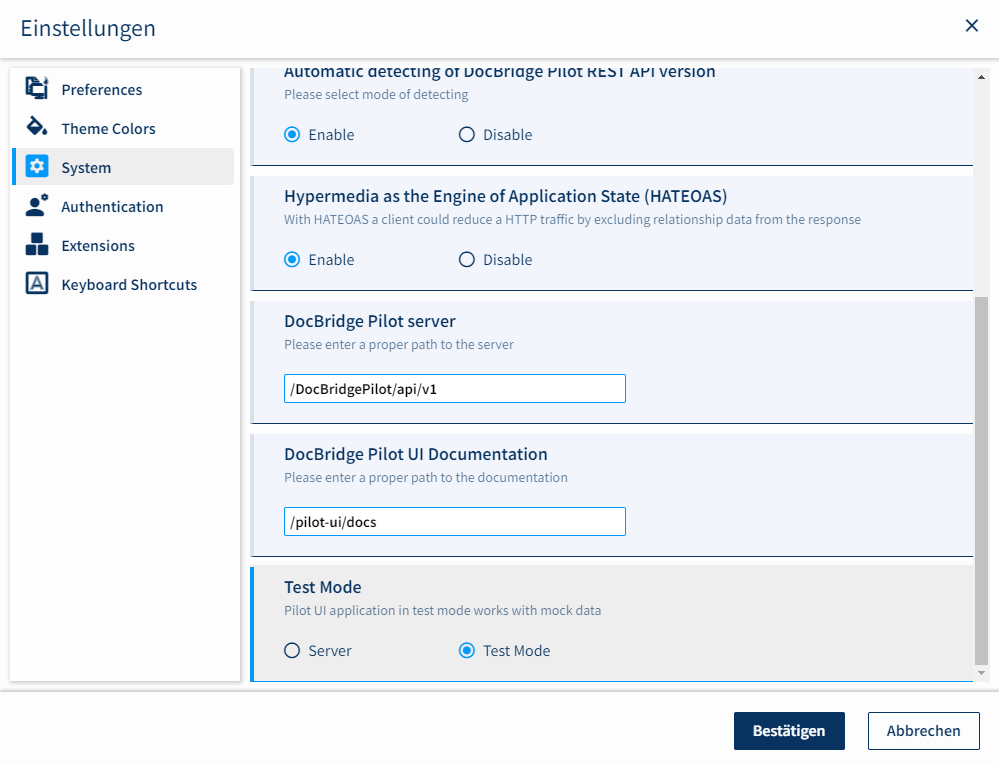 Einstellungen
Preferences
Theme Colors
System
Authentication
Extensions
Keyboard Shortcuts
Automatic detecting of DocBridge Pilot REST API version
Please select mode of detecting
Enable Disable
Hypermedia as the Engine of Application State (HATEOAS)
With HATEOAS a client could reduce a HTTP traffic by excluding relationship data from the response
Enable Disable
DocBridge Pilot server
Please enter a proper path to the server
/DocBridgePilot/api/v1
DocBridge Pilot UI Documentation
Please enter a proper path to the documentation
/pilot-ui/docs
Test Mode
Pilot UI application in test mode works with mock data
Server Test Mode
Bestätigen Abbrechen